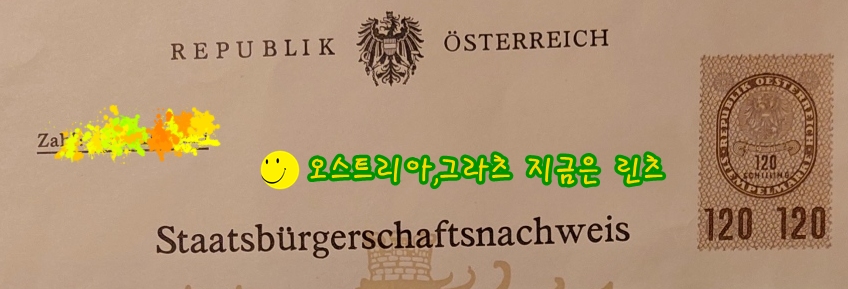 REPUBLIK ÖSTERREICH
REPUBLIK OESTERREICH
120
SCHILLING
STEMPELMARKE
120 120
오스트리아,그라츠 지금은 린츠
Staatsbürgerschaftsnachweis